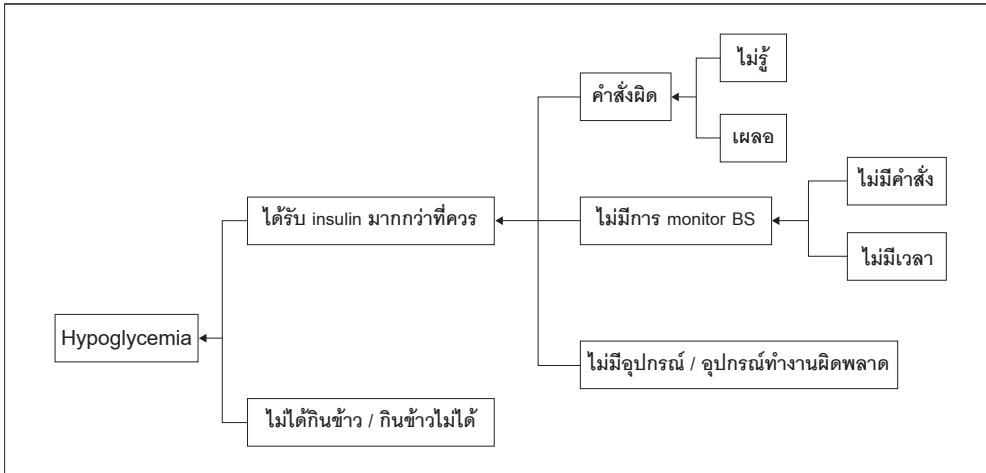 ไม่รู้
คำสั่งผิด
เผลอ
ไม่มีคำสั่ง
ได้รับ insulin มากกว่าที่ควร
ไม่มีการ monitor BS
ไม่มีเวลา
Hypoglycemia
ไม่มีอุปกรณ์ / อุปกรณ์ทำงานผิดพลาด
ไม่ได้กินข้าว / กินข้าวไม่ได้